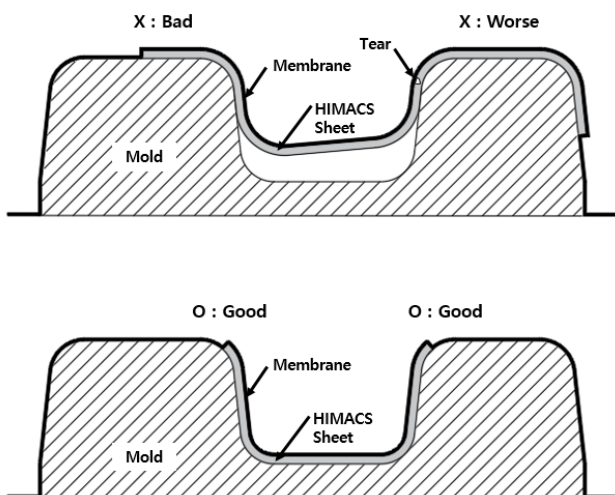 X : Bad
X : Worse
Tear
Membrane
HIMACS
Sheet
Mold
O : Good
O : Good
Membrane
HIMACS
Sheet
Mold